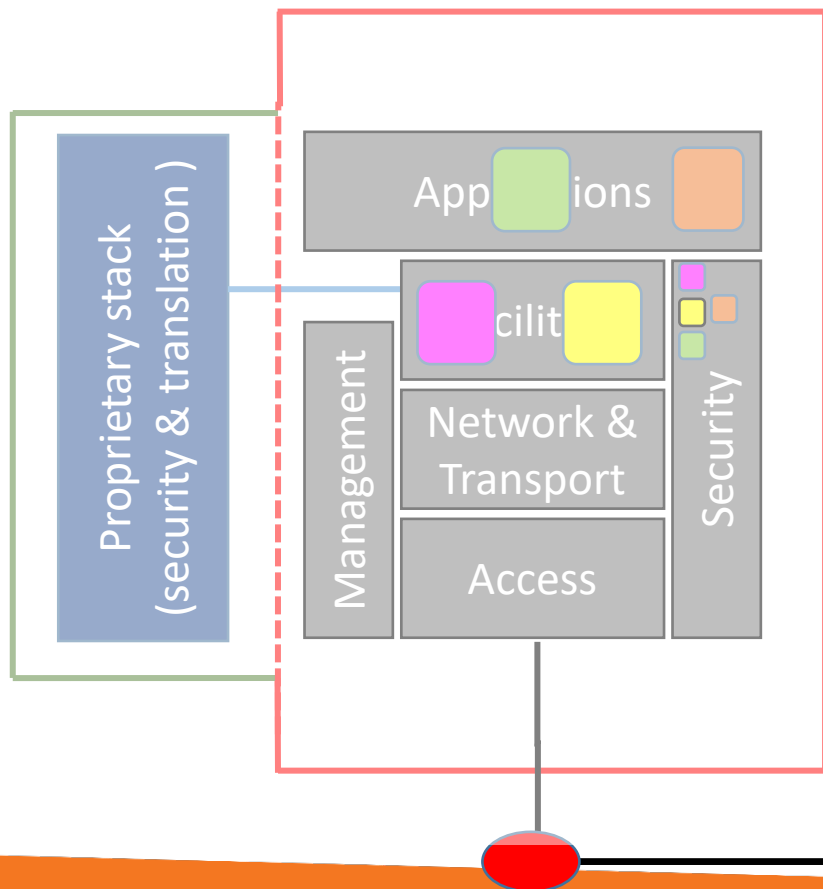 Proprietary stack
(security & translation )
App ions
cilit
Management
Network &
Transport
Security
Access